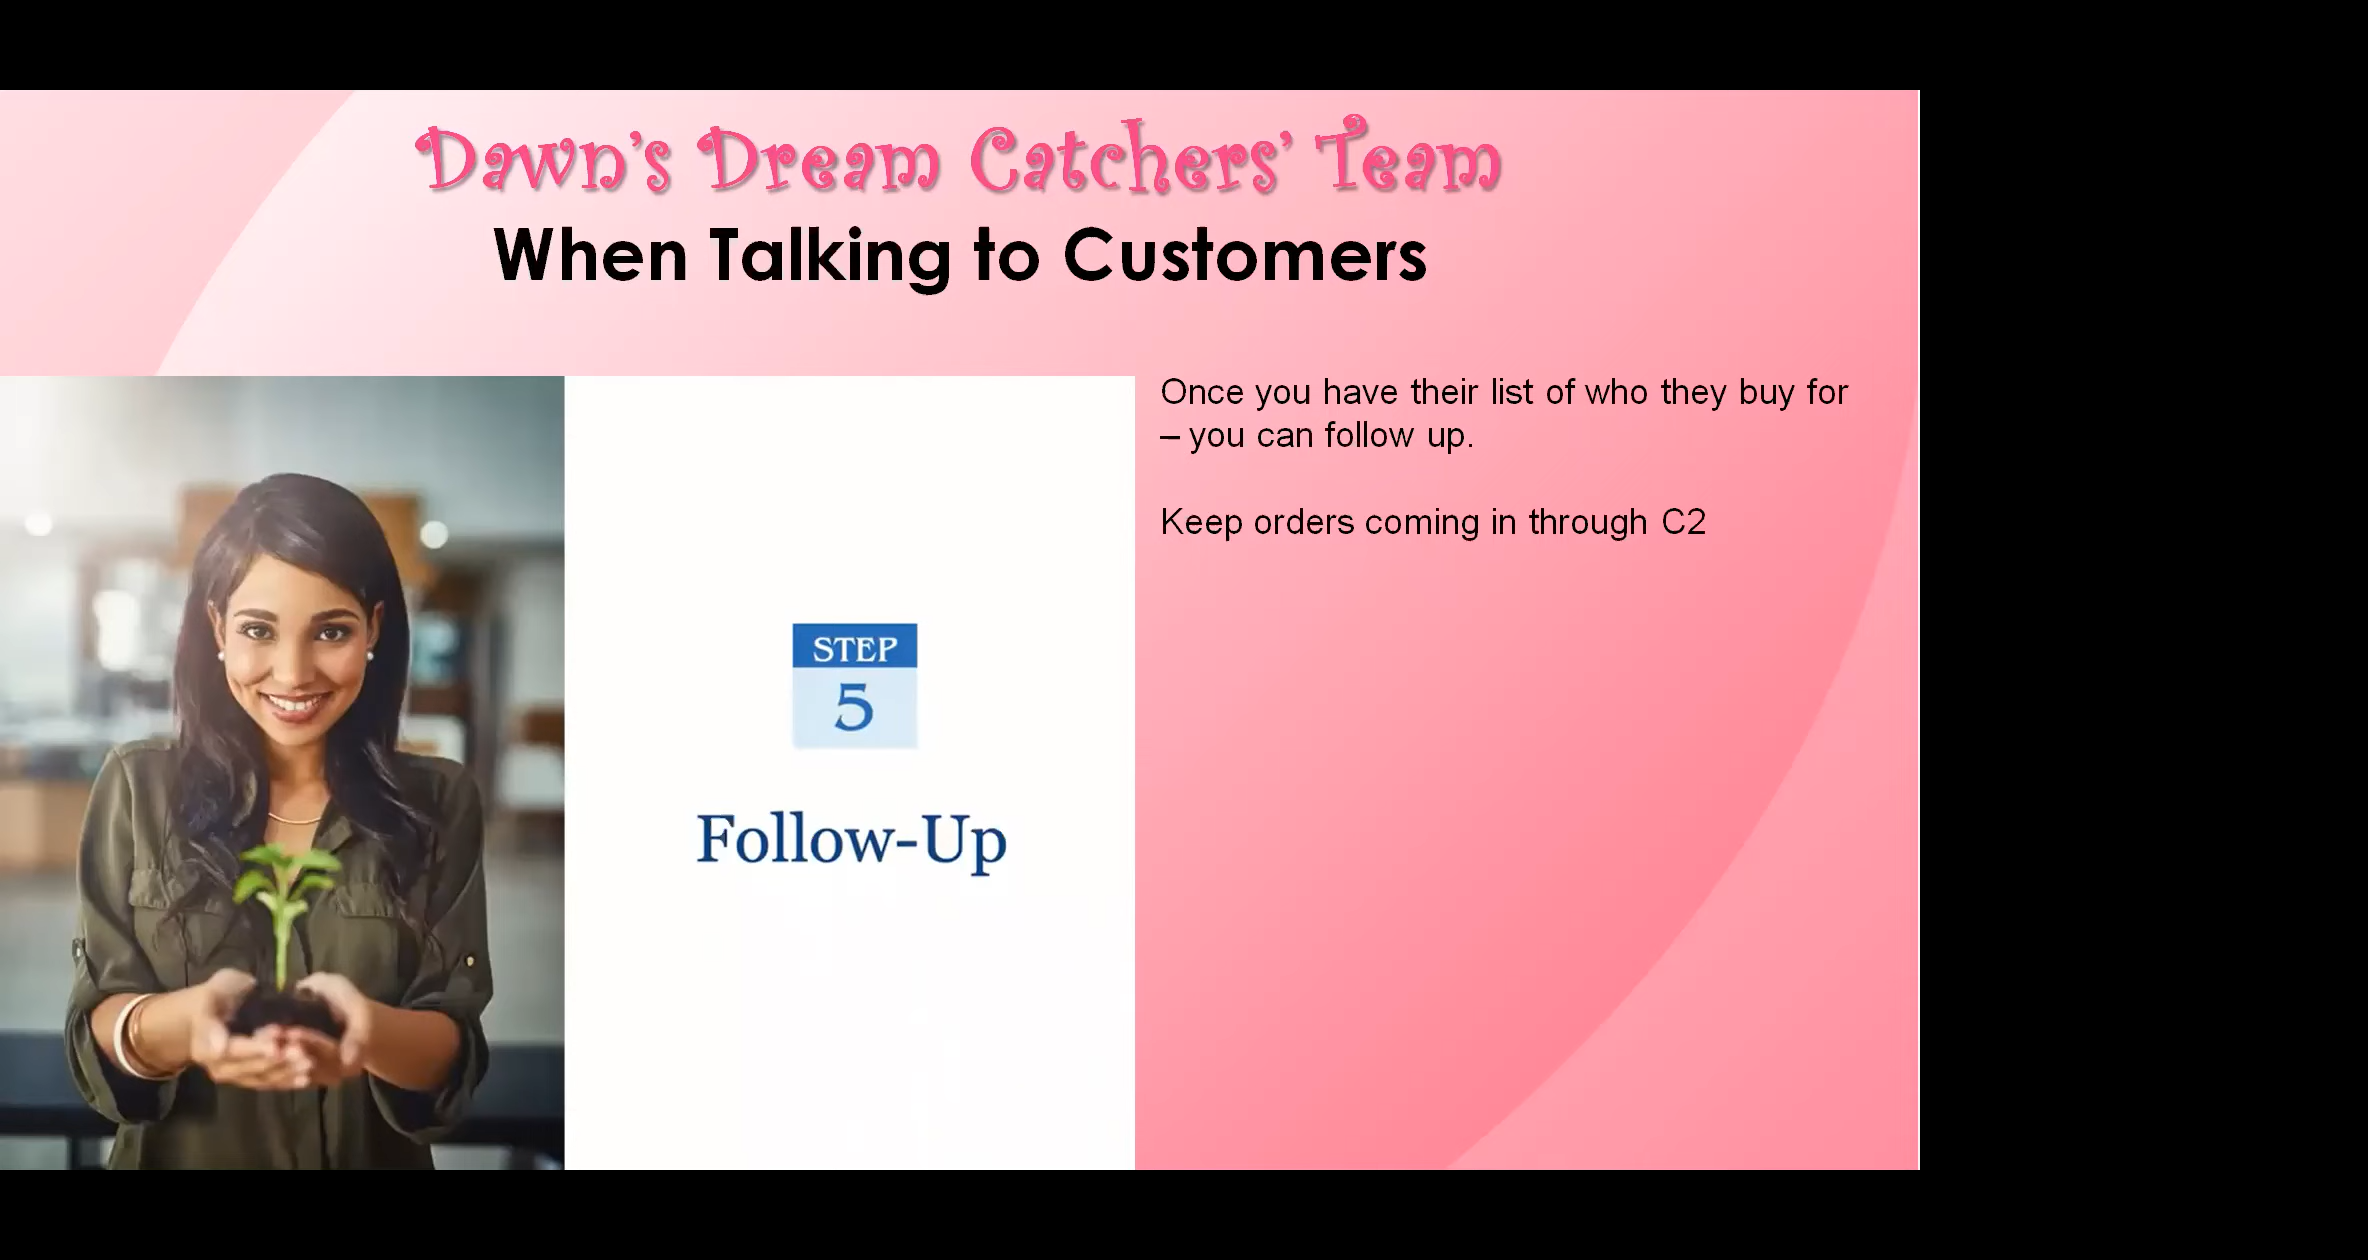 Dawn's Dream Catchers' Team
When Talking to Customers
Once you have their list of who they buy for
– you can follow up.
Keep orders coming in through C2
STEP
5
Follow-Up